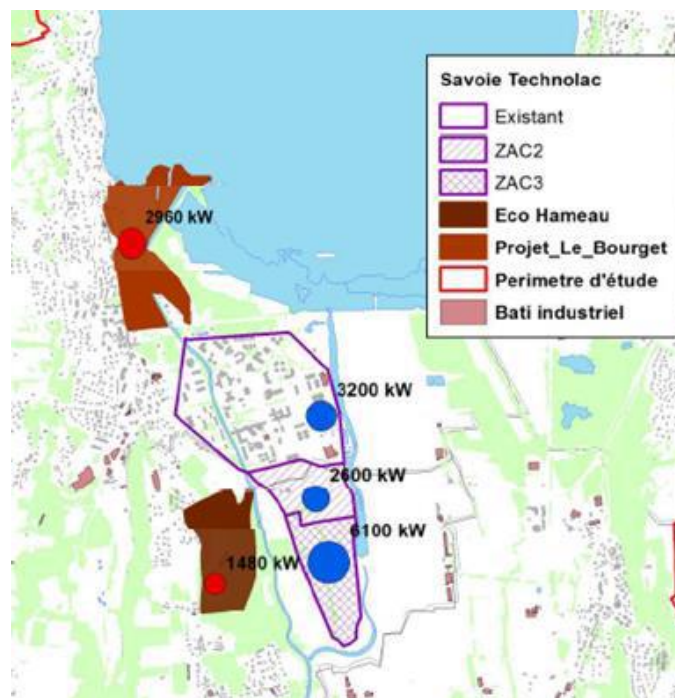 Savoie Technolac
Existant
ZAC2
ZAC3
Eco Hameau
Projet_Le_Bourget
Perimetre d'étude
Bati industriel
2960 kW
3200 kW
2600 kW
6100 kW
1480 kW